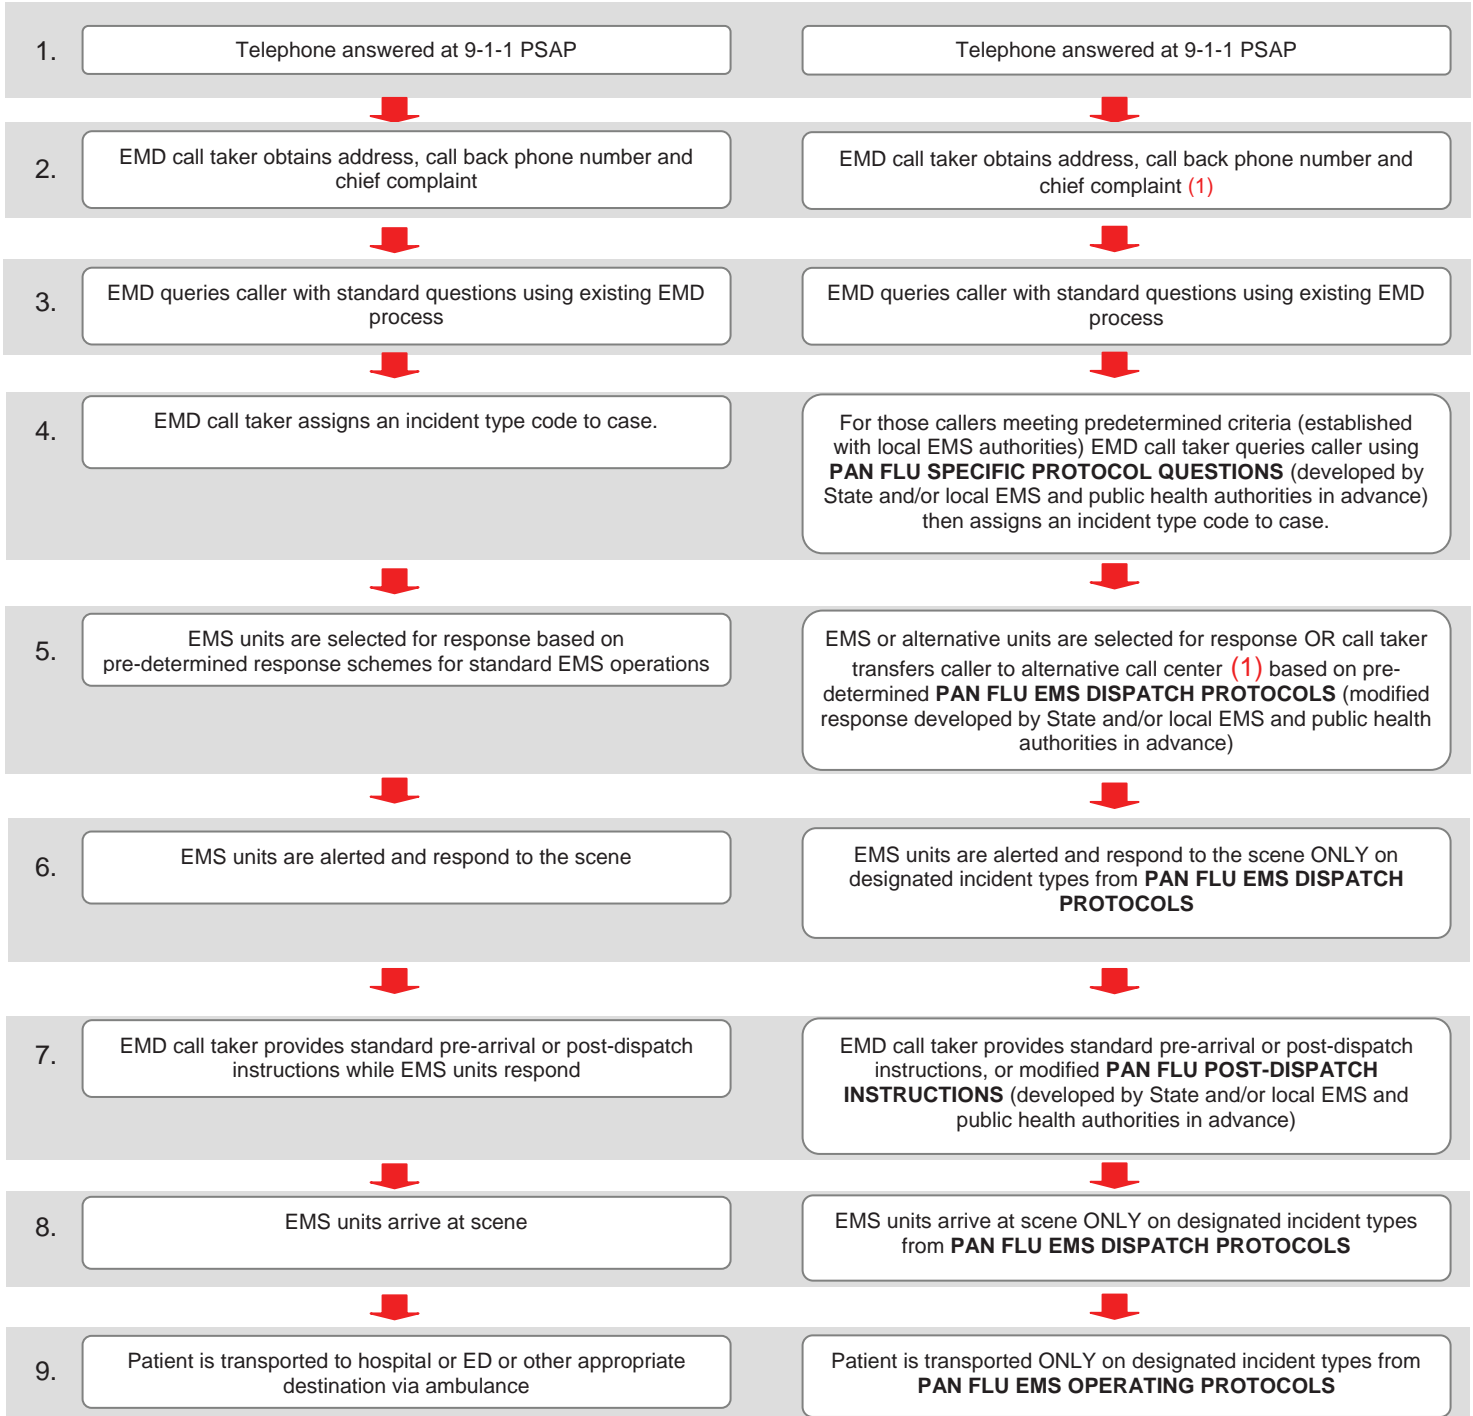 1.
Telephone answered at 9-1-1 PSAP
Telephone answered at 9-1-1 PSAP
2.
EMD call taker obtains address, call back phone number and
chief complaint
EMD call taker obtains address, call back phone number and
chief complaint (1)
3.
EMD queries caller with standard questions using existing EMD
process
EMD queries caller with standard questions using existing EMD
process
4.
EMD call taker assigns an incident type code to case.
For those callers meeting predetermined criteria (established
with local EMS authorities) EMD call taker queries caller using
PAN FLU SPECIFIC PROTOCOL QUESTIONS (developed by
State and/or local EMS and public health authorities in advance)
then assigns an incident type code to case.
5.
EMS units are selected for response based on
pre-determined response schemes for standard EMS operations
EMS or alternative units are selected for response OR call taker
transfers caller to alternative call center (1) based on pre-
determined PAN FLU EMS DISPATCH PROTOCOLS (modified
response developed by State and/or local EMS and public health
authorities in advance)
6.
EMS units are alerted and respond to the scene
EMS units are alerted and respond to the scene ONLY on
designated incident types from PAN FLU EMS DISPATCH
PROTOCOLS
7.
EMD call taker provides standard pre-arrival or post-dispatch
instructions while EMS units respond
EMD call taker provides standard pre-arrival or post-dispatch
instructions, or modified PAN FLU POST-DISPATCH
INSTRUCTIONS (developed by State and/or local EMS and
public health authorities in advance)
8.
EMS units arrive at scene
EMS units arrive at scene ONLY on designated incident types
from PAN FLU EMS DISPATCH PROTOCOLS
9.
Patient is transported to hospital or ED or other appropriate
destination via ambulance
Patient is transported ONLY on designated incident types from
PAN FLU EMS OPERATING PROTOCOLS